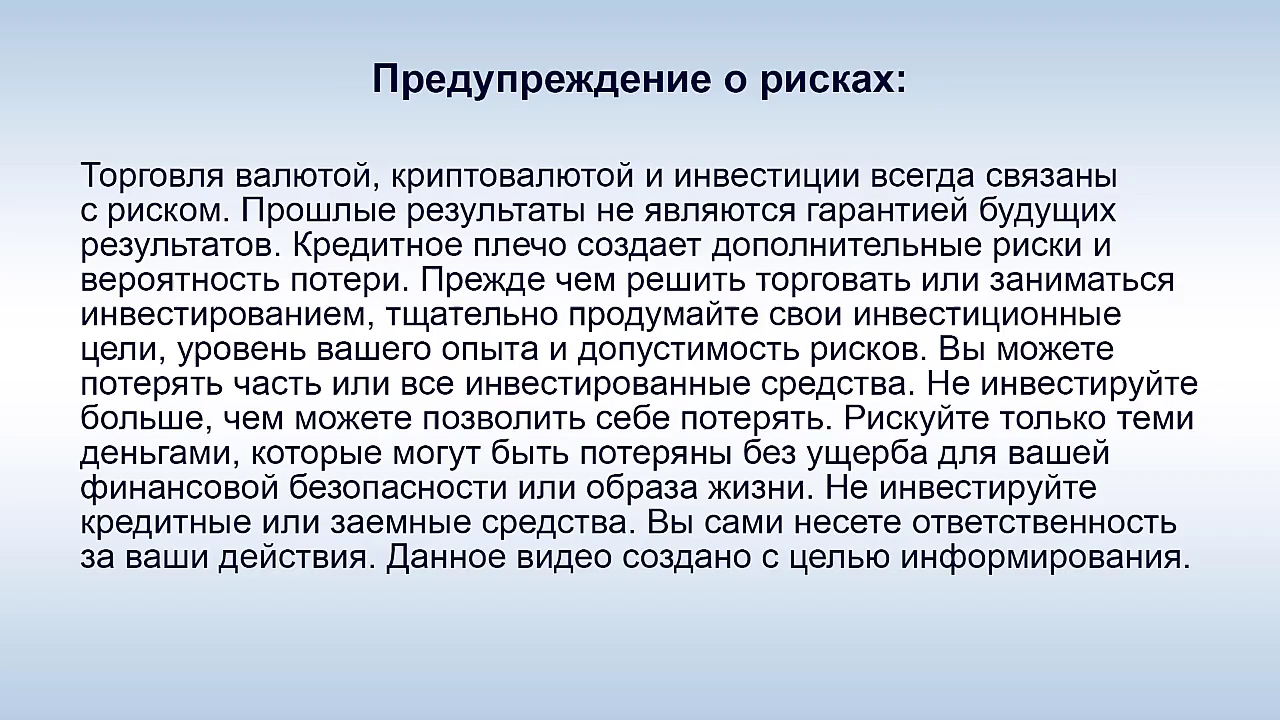 Предупреждение о рисках:
Торговля валютой, криптовалютой и инвестиции всегда связаны
с риском. Прошлые результаты не являются гарантией будущих
результатов. Кредитное плечо создает дополнительные риски и
вероятность потери. Прежде чем решить торговать или заниматься
инвестированием, тщательно продумайте свои инвестиционные
цели, уровень вашего опыта и допустимость рисков. Вы можете
потерять часть или все инвестированные средства. Не инвестируйте
больше, чем можете позволить себе потерять. Рискуйте только теми
деньгами, которые могут быть потеряны без ущерба для вашей
финансовой безопасности или образа жизни. Не инвестируйте
кредитные или заемные средства. Вы сами несете ответственность
за ваши действия. Данное видео создано с целью информирования.